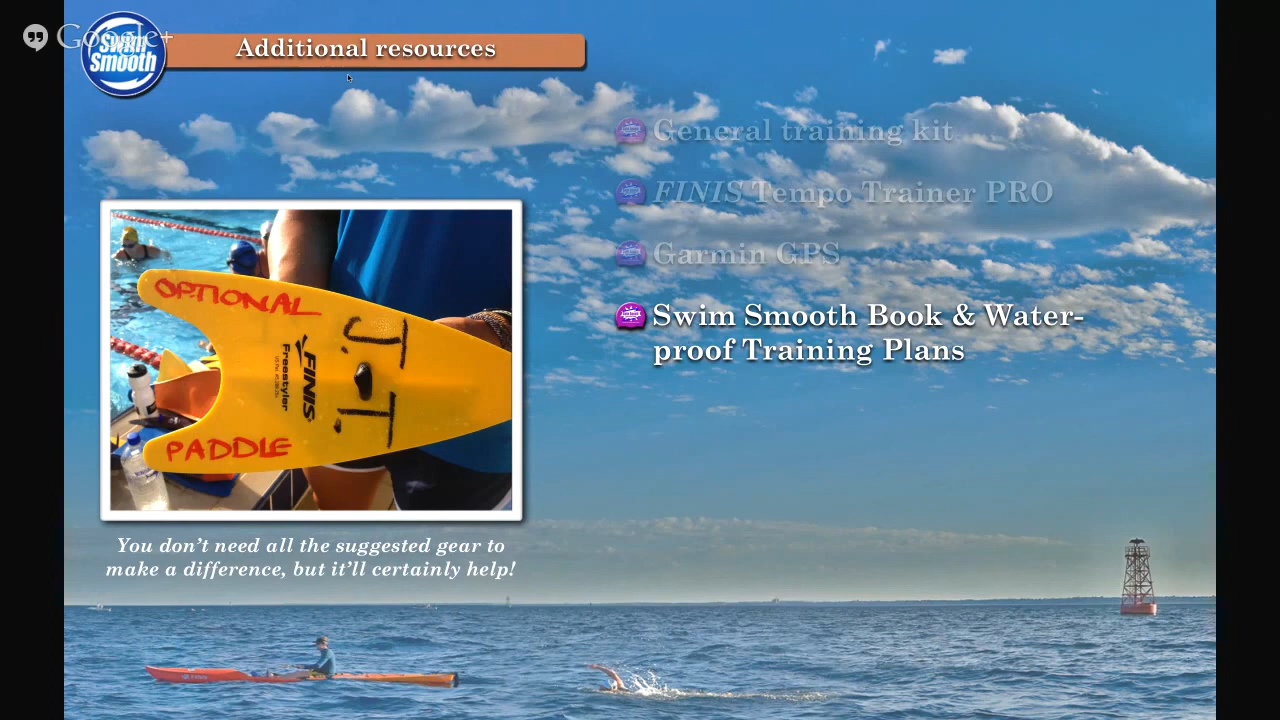 Google+
Swim
Smooth
Additional resources
General training kit
FINIS Tempo Trainer PRO
Garmin GPS
Swim Smooth Book & Water-
proof Training Plans
OPTIONAL
J.T.
FINIS
Freestyler
PADDLE
You don't need all the suggested gear to
make a difference, but it'll certainly help!
FINIS